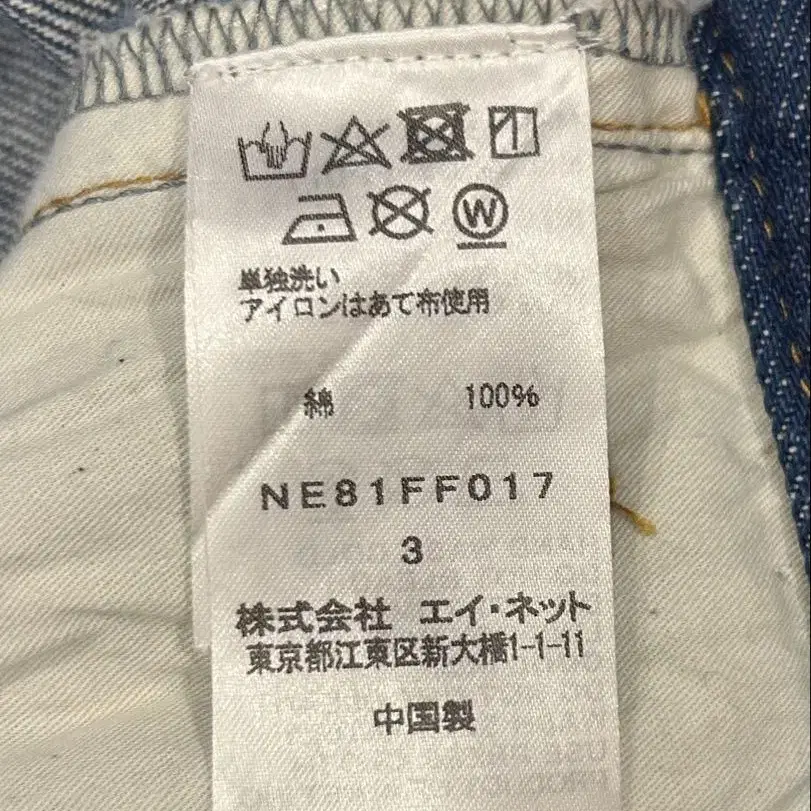 W
単独洗い
アイロンはあて布使用
綿 100%
NE81FF017
3
株式会社 エイ・ネット
東京都江東区新大橋1-1-11
中国製